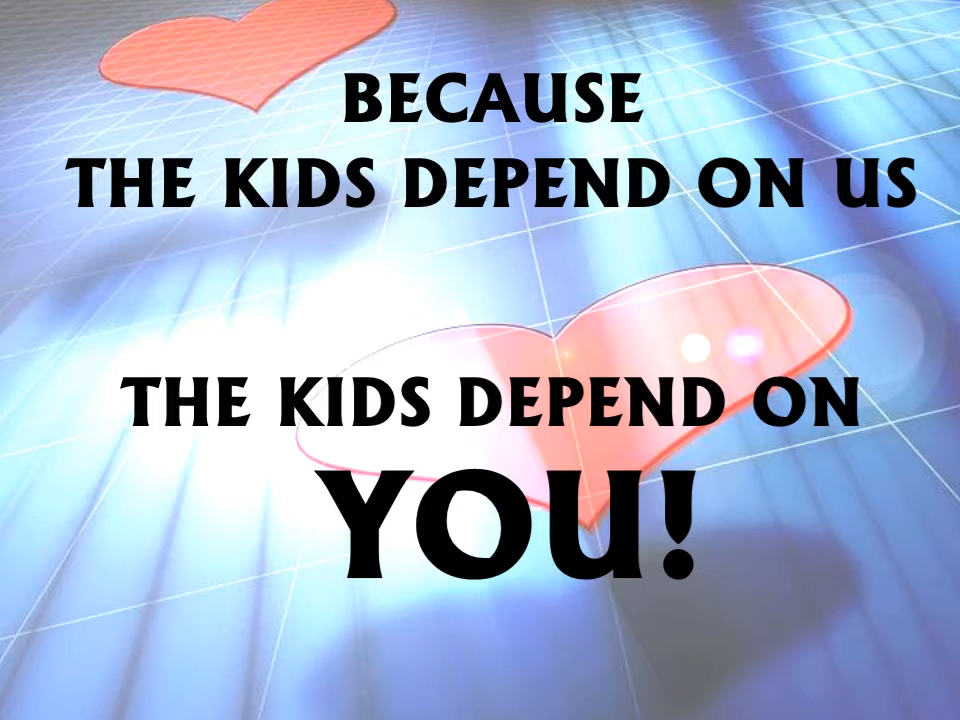 BECAUSE
THE KIDS DEPEND ON US
THE KIDS DEPEND ON
YOU!